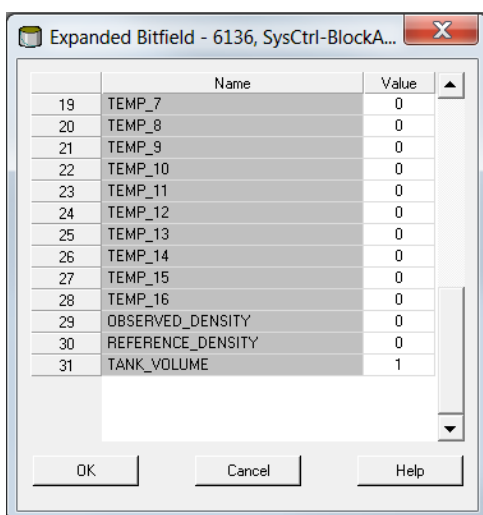 Expanded Bitfield - 6136, SysCtrl-BlockA...
Name Value
19 TEMP_7 0
20 TEMP_8 0
21 TEMP_9 0
22 TEMP_10 0
23 TEMP_11 0
24 TEMP_12 0
25 TEMP_13 0
26 TEMP_14 0
27 TEMP_15 0
28 TEMP_16 0
29 OBSERVED_DENSITY 0
30 REFERENCE_DENSITY 0
31 TANK_VOLUME 1
OK Cancel Help